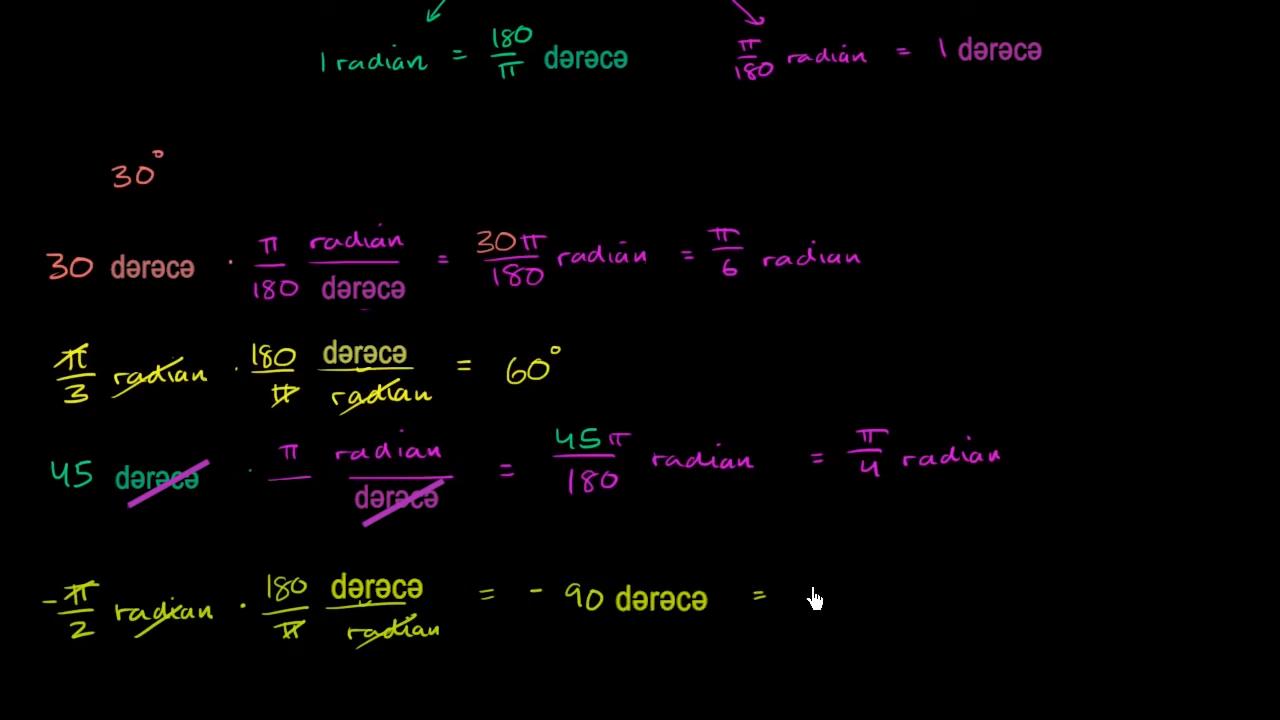 1 radian = 180/π dərəcə π/180 radian = 1 dərəcə
30°
30 dərəcə · π/180 radian/dərəcə = 30π/180 radian = π/6 radian
π/3 radian · 180/π dərəcə/radian = 60°
45 dərəcə · π/ radian/dərəcə = 45π/180 radian = π/4 radian
-π/2 radian · 180/π dərəcə/radian = - 90 dərəcə =